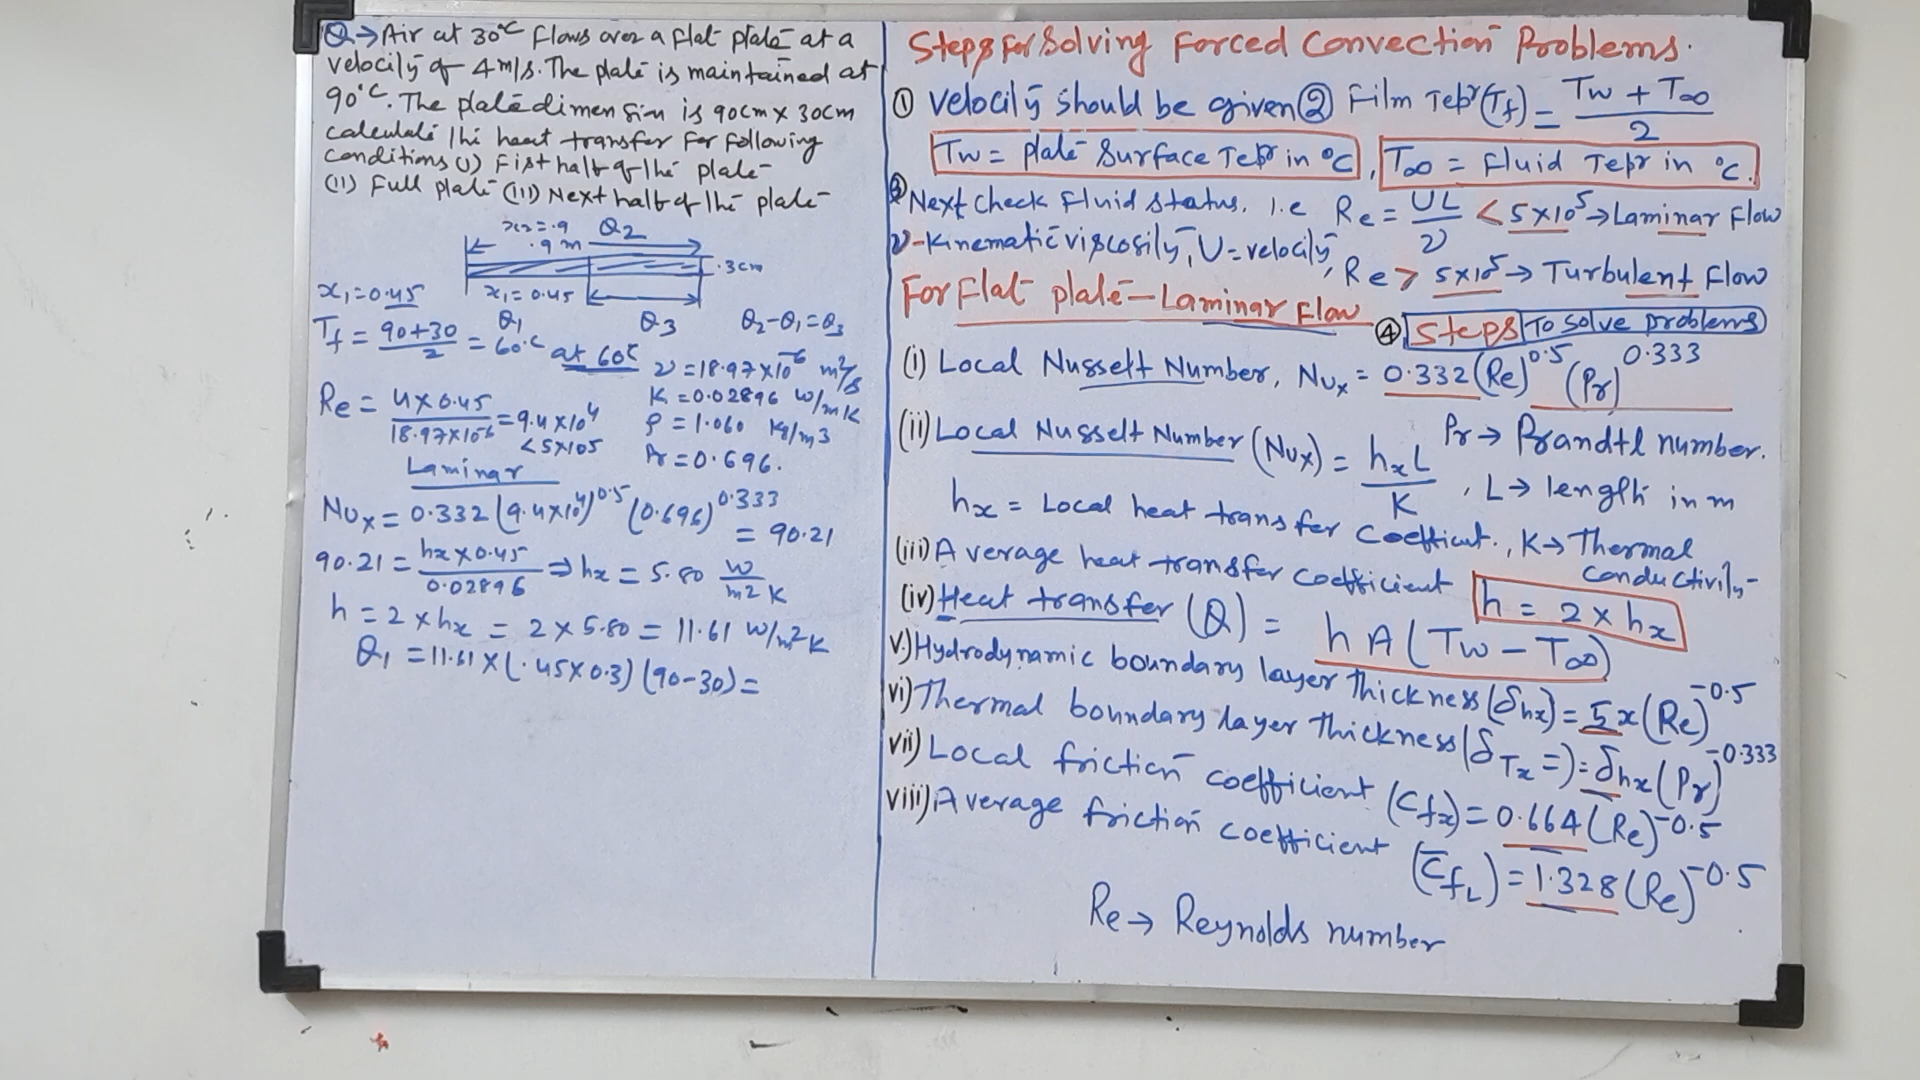 Q→ Air at 30°C flows over a flat plate at a
velocity of 4m/s. The plate is maintained at
90°C. The plate dimension is 90cm x 30cm
calculate the heat transfer for following
conditions (i) Fist half of the plate
(ii) Full plate (iii) Next half of the plate
x2=.9 Q2
.9 m
.3cm
x1=0.45
x1=0.45
Q1 Q3 Q2-Q1=Q3
Tf = 90+30 / 2 = 60°C at 60°C ν=18.97x10^-6 m²/s
K=0.02896 w/mK
ρ=1.060 Kg/m3
Pr=0.696.
Re = 4x0.45 / 18.97x10^-6 = 9.4x10^4
<5x105
Laminar
Nux = 0.332 (9.4x10^4)^0.5 (0.696)^0.333
= 90.21
90.21 = hx x 0.45 / 0.02896 ⇒ hx = 5.80 w/m2 K
h = 2 x hx = 2 x 5.80 = 11.61 W/m²K
Q1 = 11.61 x (.45x0.3) (90-30) =
Steps For Solving Forced Convection Problems.
① Velocity should be given ② Film Tepr (Tf) = Tw + T∞ / 2
Tw = plate Surface Tepr in °C, T∞ = Fluid Tepr in °C.
③ Next Check Fluid status, i.e Re = UL/ν < 5x10^5 → Laminar Flow
ν-Kinematic viscosity, U=velocity, Re > 5x10^5 → Turbulent Flow
For Flat plate-Laminar Flow ④ Steps To solve problems
(i) Local Nusselt Number, Nux = 0.332 (Re)^0.5 (Pr)^0.333
Pr → Prandtl number.
(ii) Local Nusselt Number (Nux) = hxL / K, L→ length in m
hx = Local heat transfer coefficient., K→ Thermal
conductivity
(iii) Average heat transfer coefficient h = 2 x hx
(iv) Heat transfer (Q) = h A (Tw - T∞)
v.) Hydrodynamic boundary layer thickness (δhx) = 5x (Re)^-0.5
vi) Thermal boundary layer thickness (δTx =) = δhx (Pr)^-0.333
vii) Local friction coefficient (Cfx) = 0.664 (Re)^-0.5
viii) Average friction coefficient (C̄fL) = 1.328 (Re)^-0.5
Re → Reynolds number